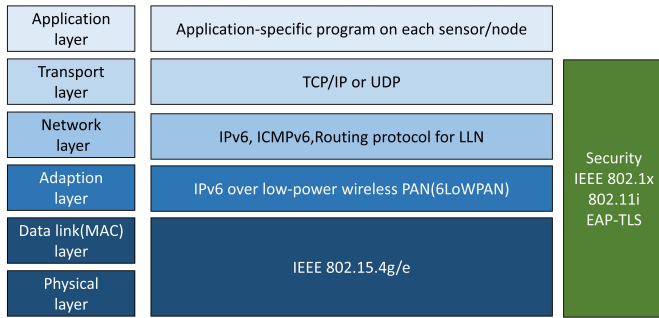 Application
layer
Application-specific program on each sensor/node
Transport
layer
TCP/IP or UDP
Network
layer
IPv6, ICMPv6,Routing protocol for LLN
Adaption
layer
IPv6 over low-power wireless PAN(6LoWPAN)
Data link(MAC)
layer
Physical
layer
IEEE 802.15.4g/e
Security
IEEE 802.1x
802.11i
EAP-TLS